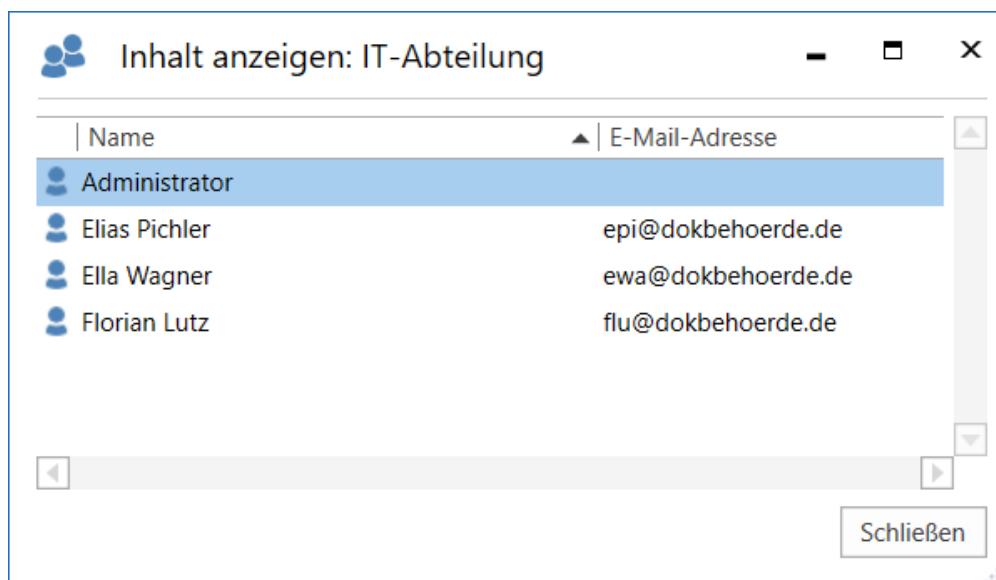 Inhalt anzeigen: IT-Abteilung
Name E-Mail-Adresse
Administrator
Elias Pichler epi@dokbehoerde.de
Ella Wagner ewa@dokbehoerde.de
Florian Lutz flu@dokbehoerde.de
Schließen